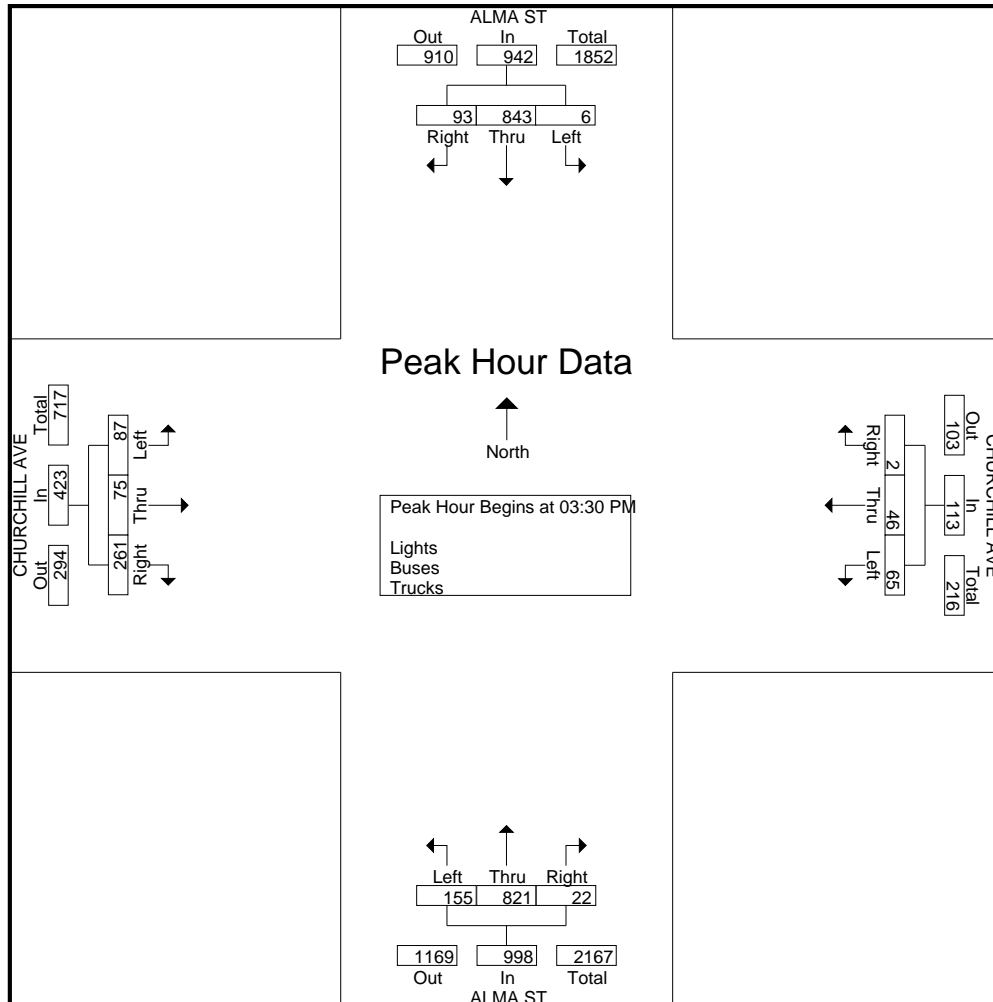 ALMA ST
Out In Total
910 942 1852
93 843 6
Right Thru Left
Peak Hour Data
North
Peak Hour Begins at 03:30 PM
Lights
Buses
Trucks
CHURCHILL AVE
Out In Total
294 423 717
261 75 87
Right Thru Left
CHURCHILL AVE
Out In Total
103 113 216
2 46 65
Right Thru Left
Left Thru Right
155 821 22
1169 998 2167
Out In Total
ALMA ST